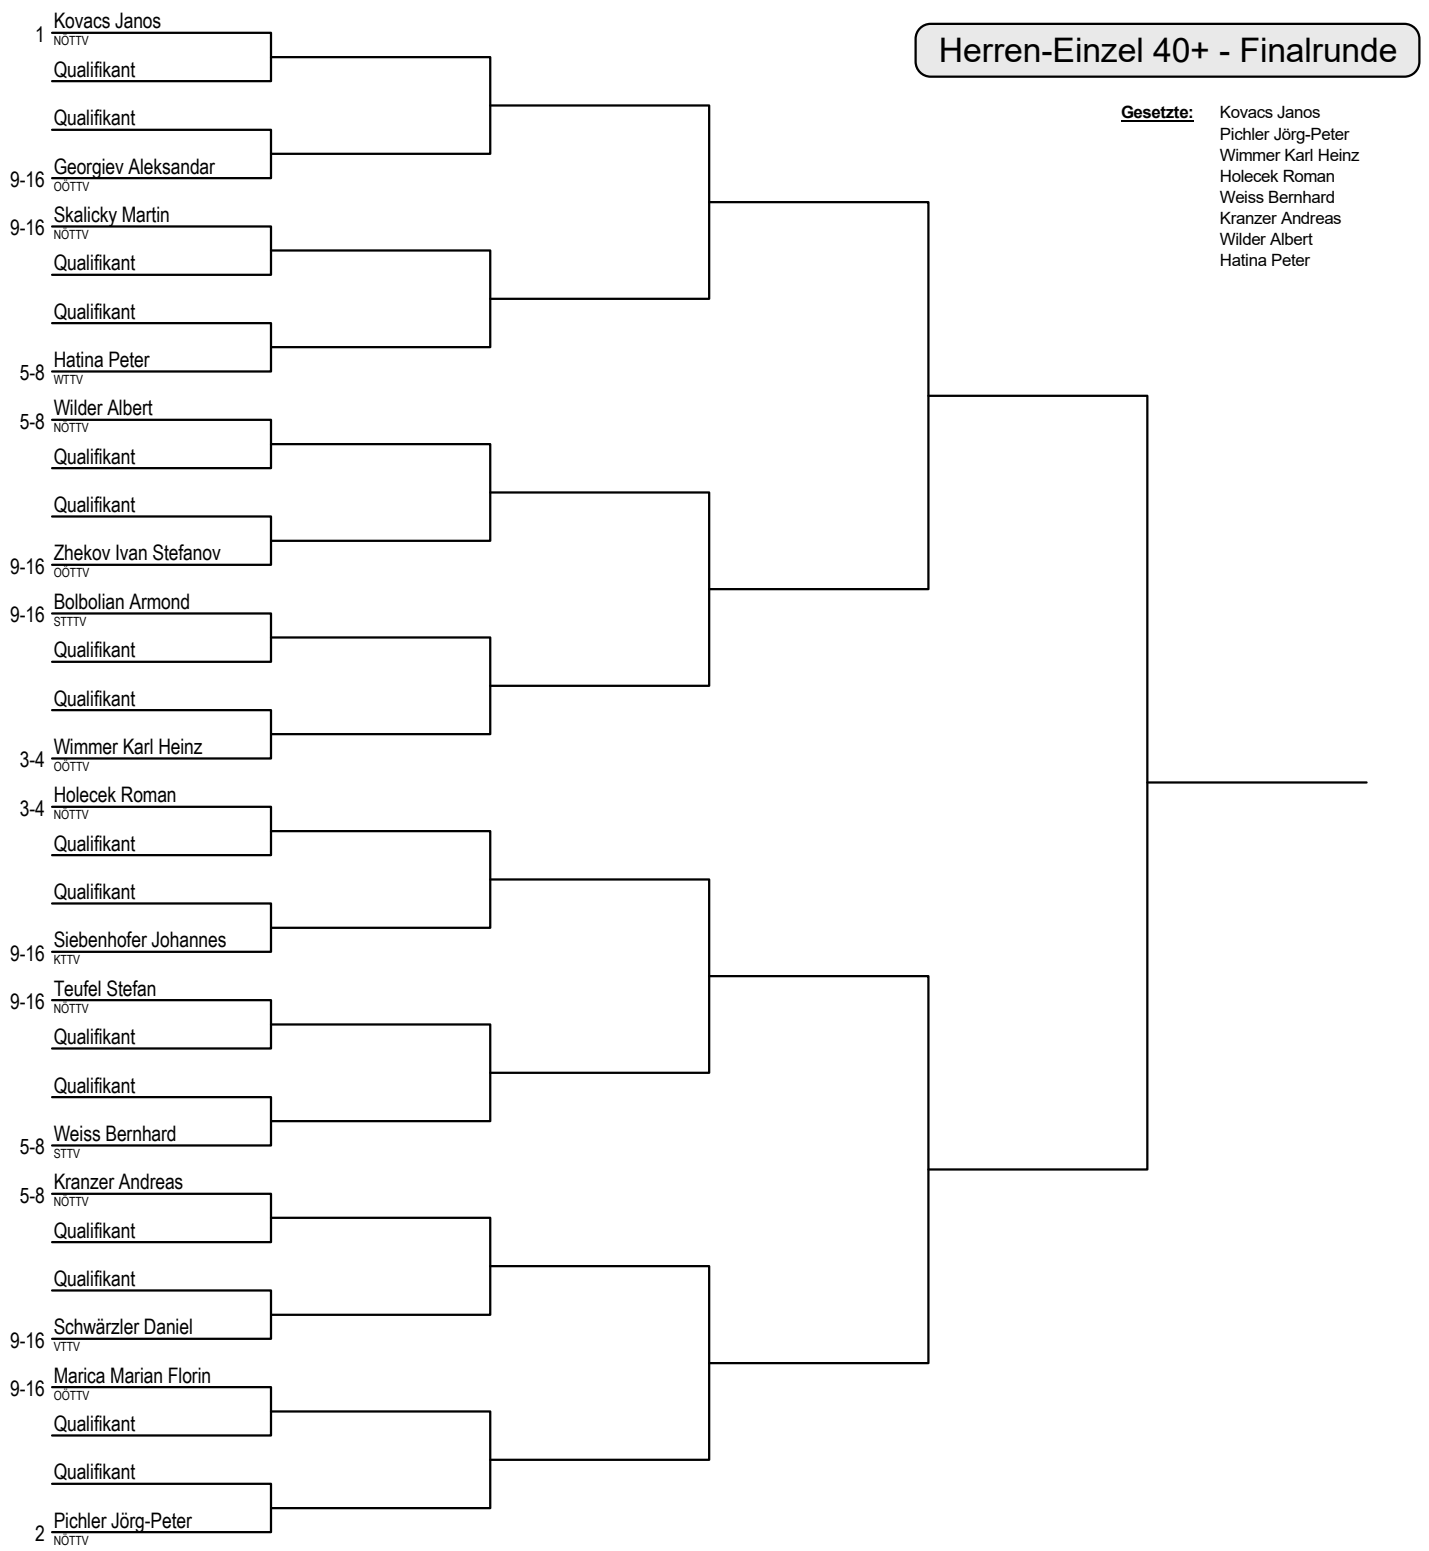 Kovacs Janos
1
NÖTTV
Qualifikant
Qualifikant
Georgiev Aleksandar
9-16
OÖTTV
Skalicky Martin
9-16
NÖTTV
Qualifikant
Qualifikant
Hatina Peter
5-8
WTTV
Wilder Albert
5-8
NÖTTV
Qualifikant
Qualifikant
Zhekov Ivan Stefanov
9-16
OÖTTV
Bolbolian Armond
9-16
STTTV
Qualifikant
Qualifikant
Wimmer Karl Heinz
3-4
OÖTTV
Holecek Roman
3-4
NÖTTV
Qualifikant
Qualifikant
Siebenhofer Johannes
9-16
KTTV
Teufel Stefan
9-16
NÖTTV
Qualifikant
Qualifikant
Weiss Bernhard
5-8
STTV
Kranzer Andreas
5-8
NÖTTV
Qualifikant
Qualifikant
Schwärzler Daniel
9-16
VTTV
Marica Marian Florin
9-16
OÖTTV
Qualifikant
Qualifikant
Pichler Jörg-Peter
2
NÖTTV
Herren-Einzel 40+ - Finalrunde
Gesetzte: Kovacs Janos
Pichler Jörg-Peter
Wimmer Karl Heinz
Holecek Roman
Weiss Bernhard
Kranzer Andreas
Wilder Albert
Hatina Peter